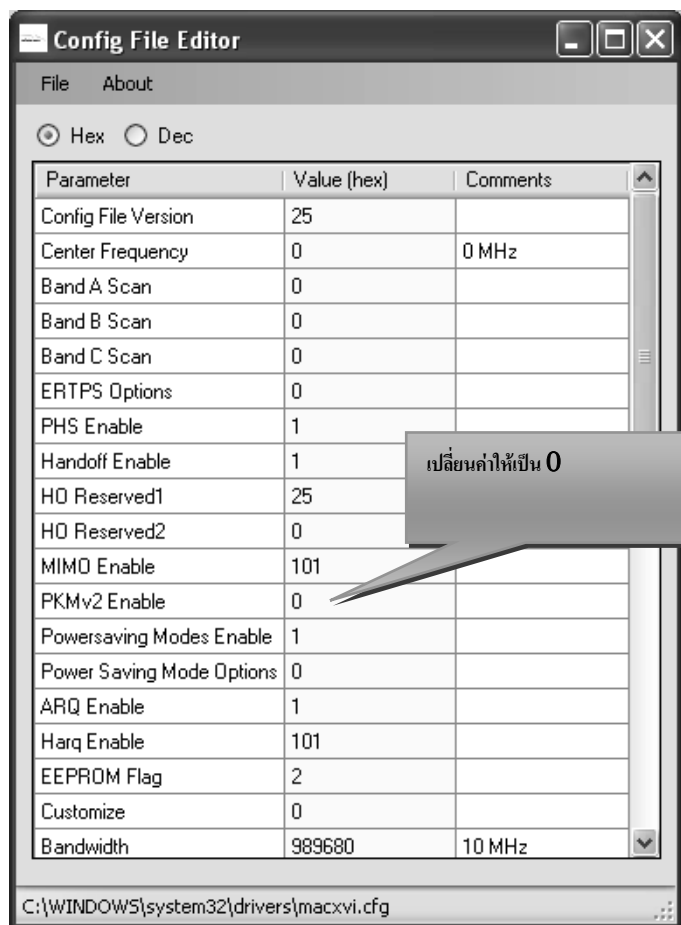 Config File Editor
File About
Hex Dec
Parameter Value (hex) Comments
Config File Version 25
Center Frequency 0 0 MHz
Band A Scan 0
Band B Scan 0
Band C Scan 0
ERTPS Options 0
PHS Enable 1
Handoff Enable 1
เปลี่ยนค่าให้เป็น 0
HO Reserved1 25
HO Reserved2 0
MIMO Enable 101
PKMv2 Enable 0
Powersaving Modes Enable 1
Power Saving Mode Options 0
ARQ Enable 1
Harq Enable 101
EEPROM Flag 2
Customize 0
Bandwidth 989680 10 MHz
C:\WINDOWS\system32\drivers\macxvi.cfg